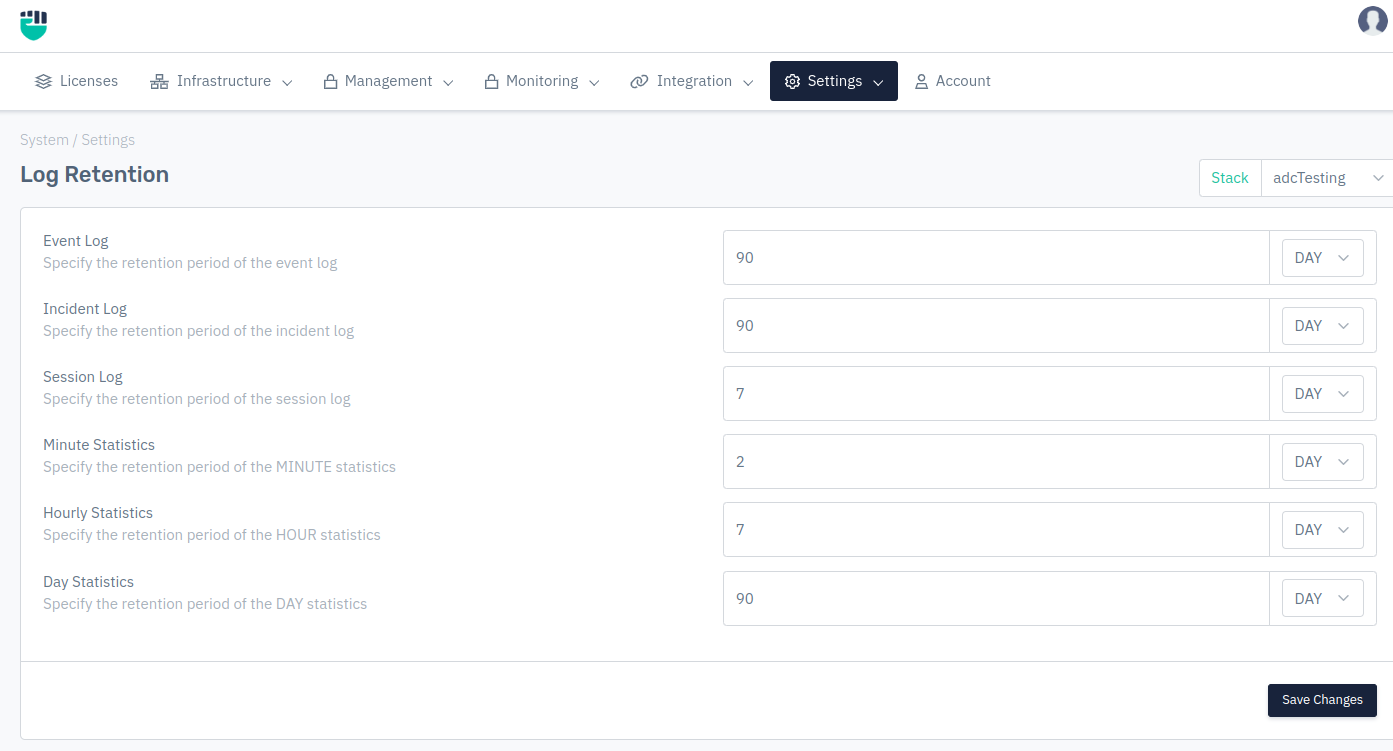 Licenses Infrastructure Management Monitoring Integration Settings Account
System / Settings
Log Retention
Stack adcTesting
Event Log
Specify the retention period of the event log
90 DAY
Incident Log
Specify the retention period of the incident log
90 DAY
Session Log
Specify the retention period of the session log
7 DAY
Minute Statistics
Specify the retention period of the MINUTE statistics
2 DAY
Hourly Statistics
Specify the retention period of the HOUR statistics
7 DAY
Day Statistics
Specify the retention period of the DAY statistics
90 DAY
Save Changes